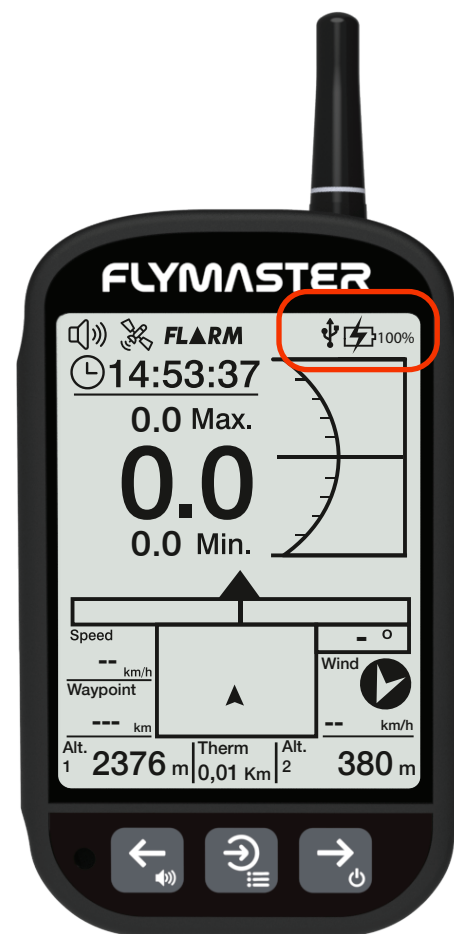 FLYMASTER
FLARM 100%
14:53:37
0.0 Max.
0.0
0.0 Min.
Speed - º
-- km/h Wind
Waypoint
--- km -- km/h
Alt. 1 2376 m Therm 0,01 Km Alt. 2 380 m